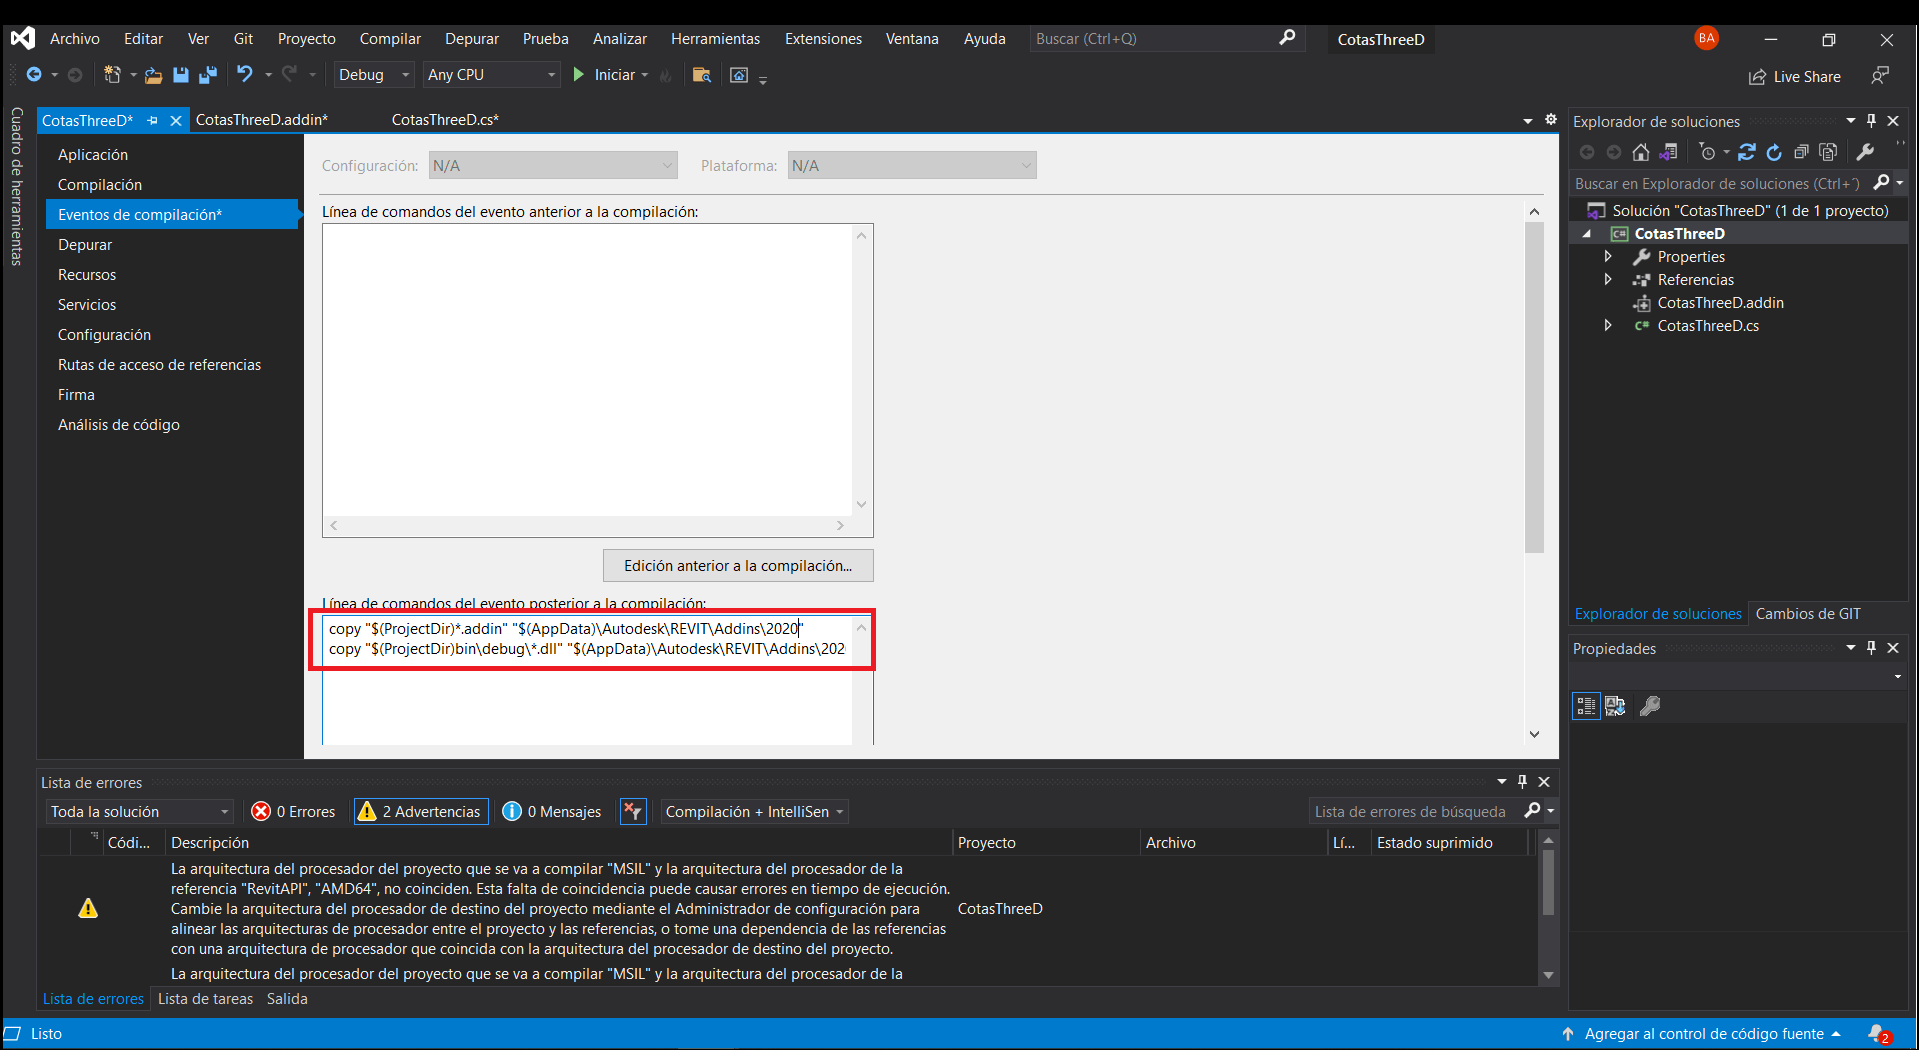 Archivo Editar Ver Git Proyecto Compilar Depurar Prueba Analizar Herramientas Extensiones Ventana Ayuda Buscar (Ctrl+Q) CotasThreeD BA
Debug Any CPU Iniciar Live Share
Cuadro de herramientas
CotasThreeD* CotasThreeD.addin* CotasThreeD.cs*
Aplicación
Compilación
Eventos de compilación*
Depurar
Recursos
Servicios
Configuración
Rutas de acceso de referencias
Firma
Análisis de código
Configuración: N/A Plataforma: N/A
Línea de comandos del evento anterior a la compilación:
Edición anterior a la compilación...
Línea de comandos del evento posterior a la compilación:
copy "$(ProjectDir)*.addin" "$(AppData)\Autodesk\REVIT\Addins\2020"
copy "$(ProjectDir)bin\debug\*.dll" "$(AppData)\Autodesk\REVIT\Addins\202
Explorador de soluciones
Buscar en Explorador de soluciones (Ctrl+´)
Solución "CotasThreeD" (1 de 1 proyecto)
C# CotasThreeD
Properties
Referencias
CotasThreeD.addin
C# CotasThreeD.cs
Explorador de soluciones Cambios de GIT
Propiedades
Lista de errores
Toda la solución 0 Errores 2 Advertencias 0 Mensajes Compilación + IntelliSen Lista de errores de búsqueda
Códi... Descripción Proyecto Archivo Lí... Estado suprimido
La arquitectura del procesador del proyecto que se va a compilar "MSIL" y la arquitectura del procesador de la
referencia "RevitAPI", "AMD64", no coinciden. Esta falta de coincidencia puede causar errores en tiempo de ejecución.
Cambie la arquitectura del procesador de destino del proyecto mediante el Administrador de configuración para CotasThreeD
alinear las arquitecturas de procesador entre el proyecto y las referencias, o tome una dependencia de las referencias
con una arquitectura de procesador que coincida con la arquitectura del procesador de destino del proyecto.
La arquitectura del procesador del proyecto que se va a compilar "MSIL" y la arquitectura del procesador de la
Lista de errores Lista de tareas Salida
Listo Agregar al control de código fuente 2